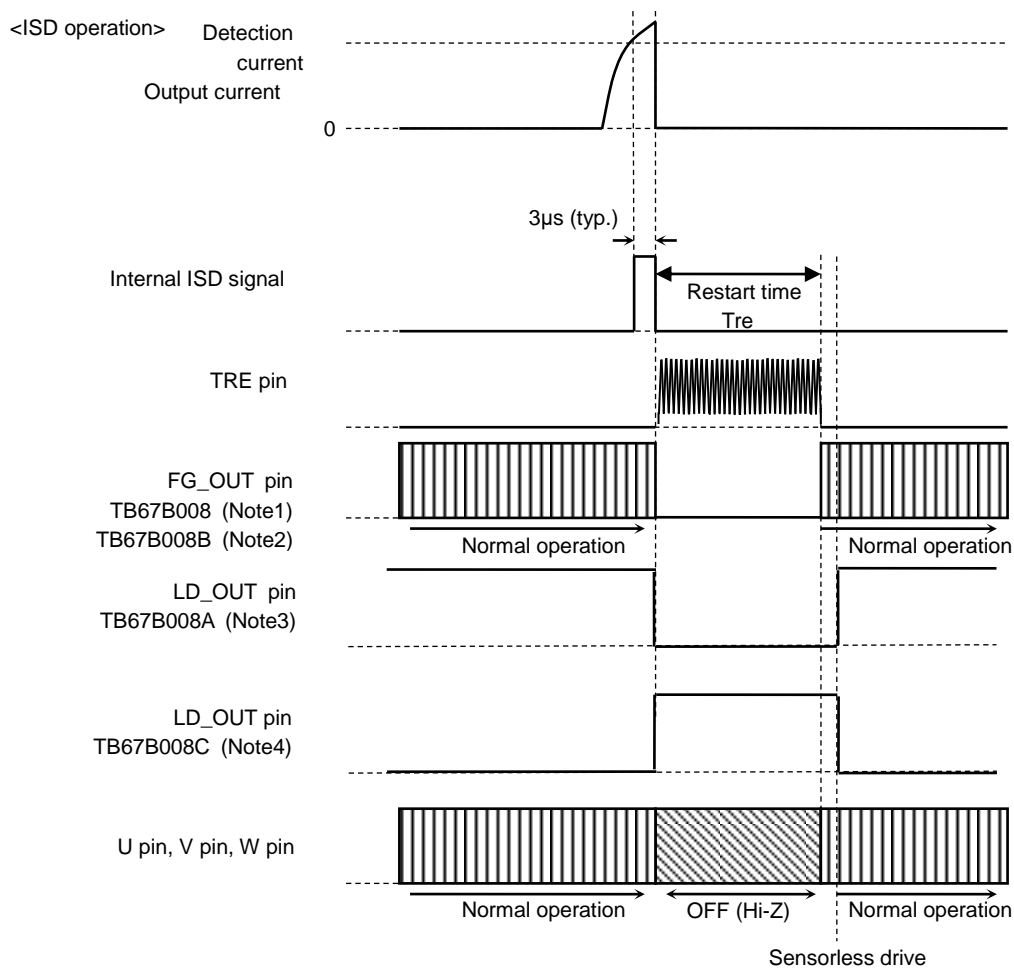 <ISD operation>
Detection
current
Output current
0
3µs (typ.)
Internal ISD signal
Restart time
Tre
TRE pin
FG_OUT pin
TB67B008 (Note1)
TB67B008B (Note2)
Normal operation
Normal operation
LD_OUT pin
TB67B008A (Note3)
LD_OUT pin
TB67B008C (Note4)
U pin, V pin, W pin
Normal operation
OFF (Hi-Z)
Normal operation
Sensorless drive